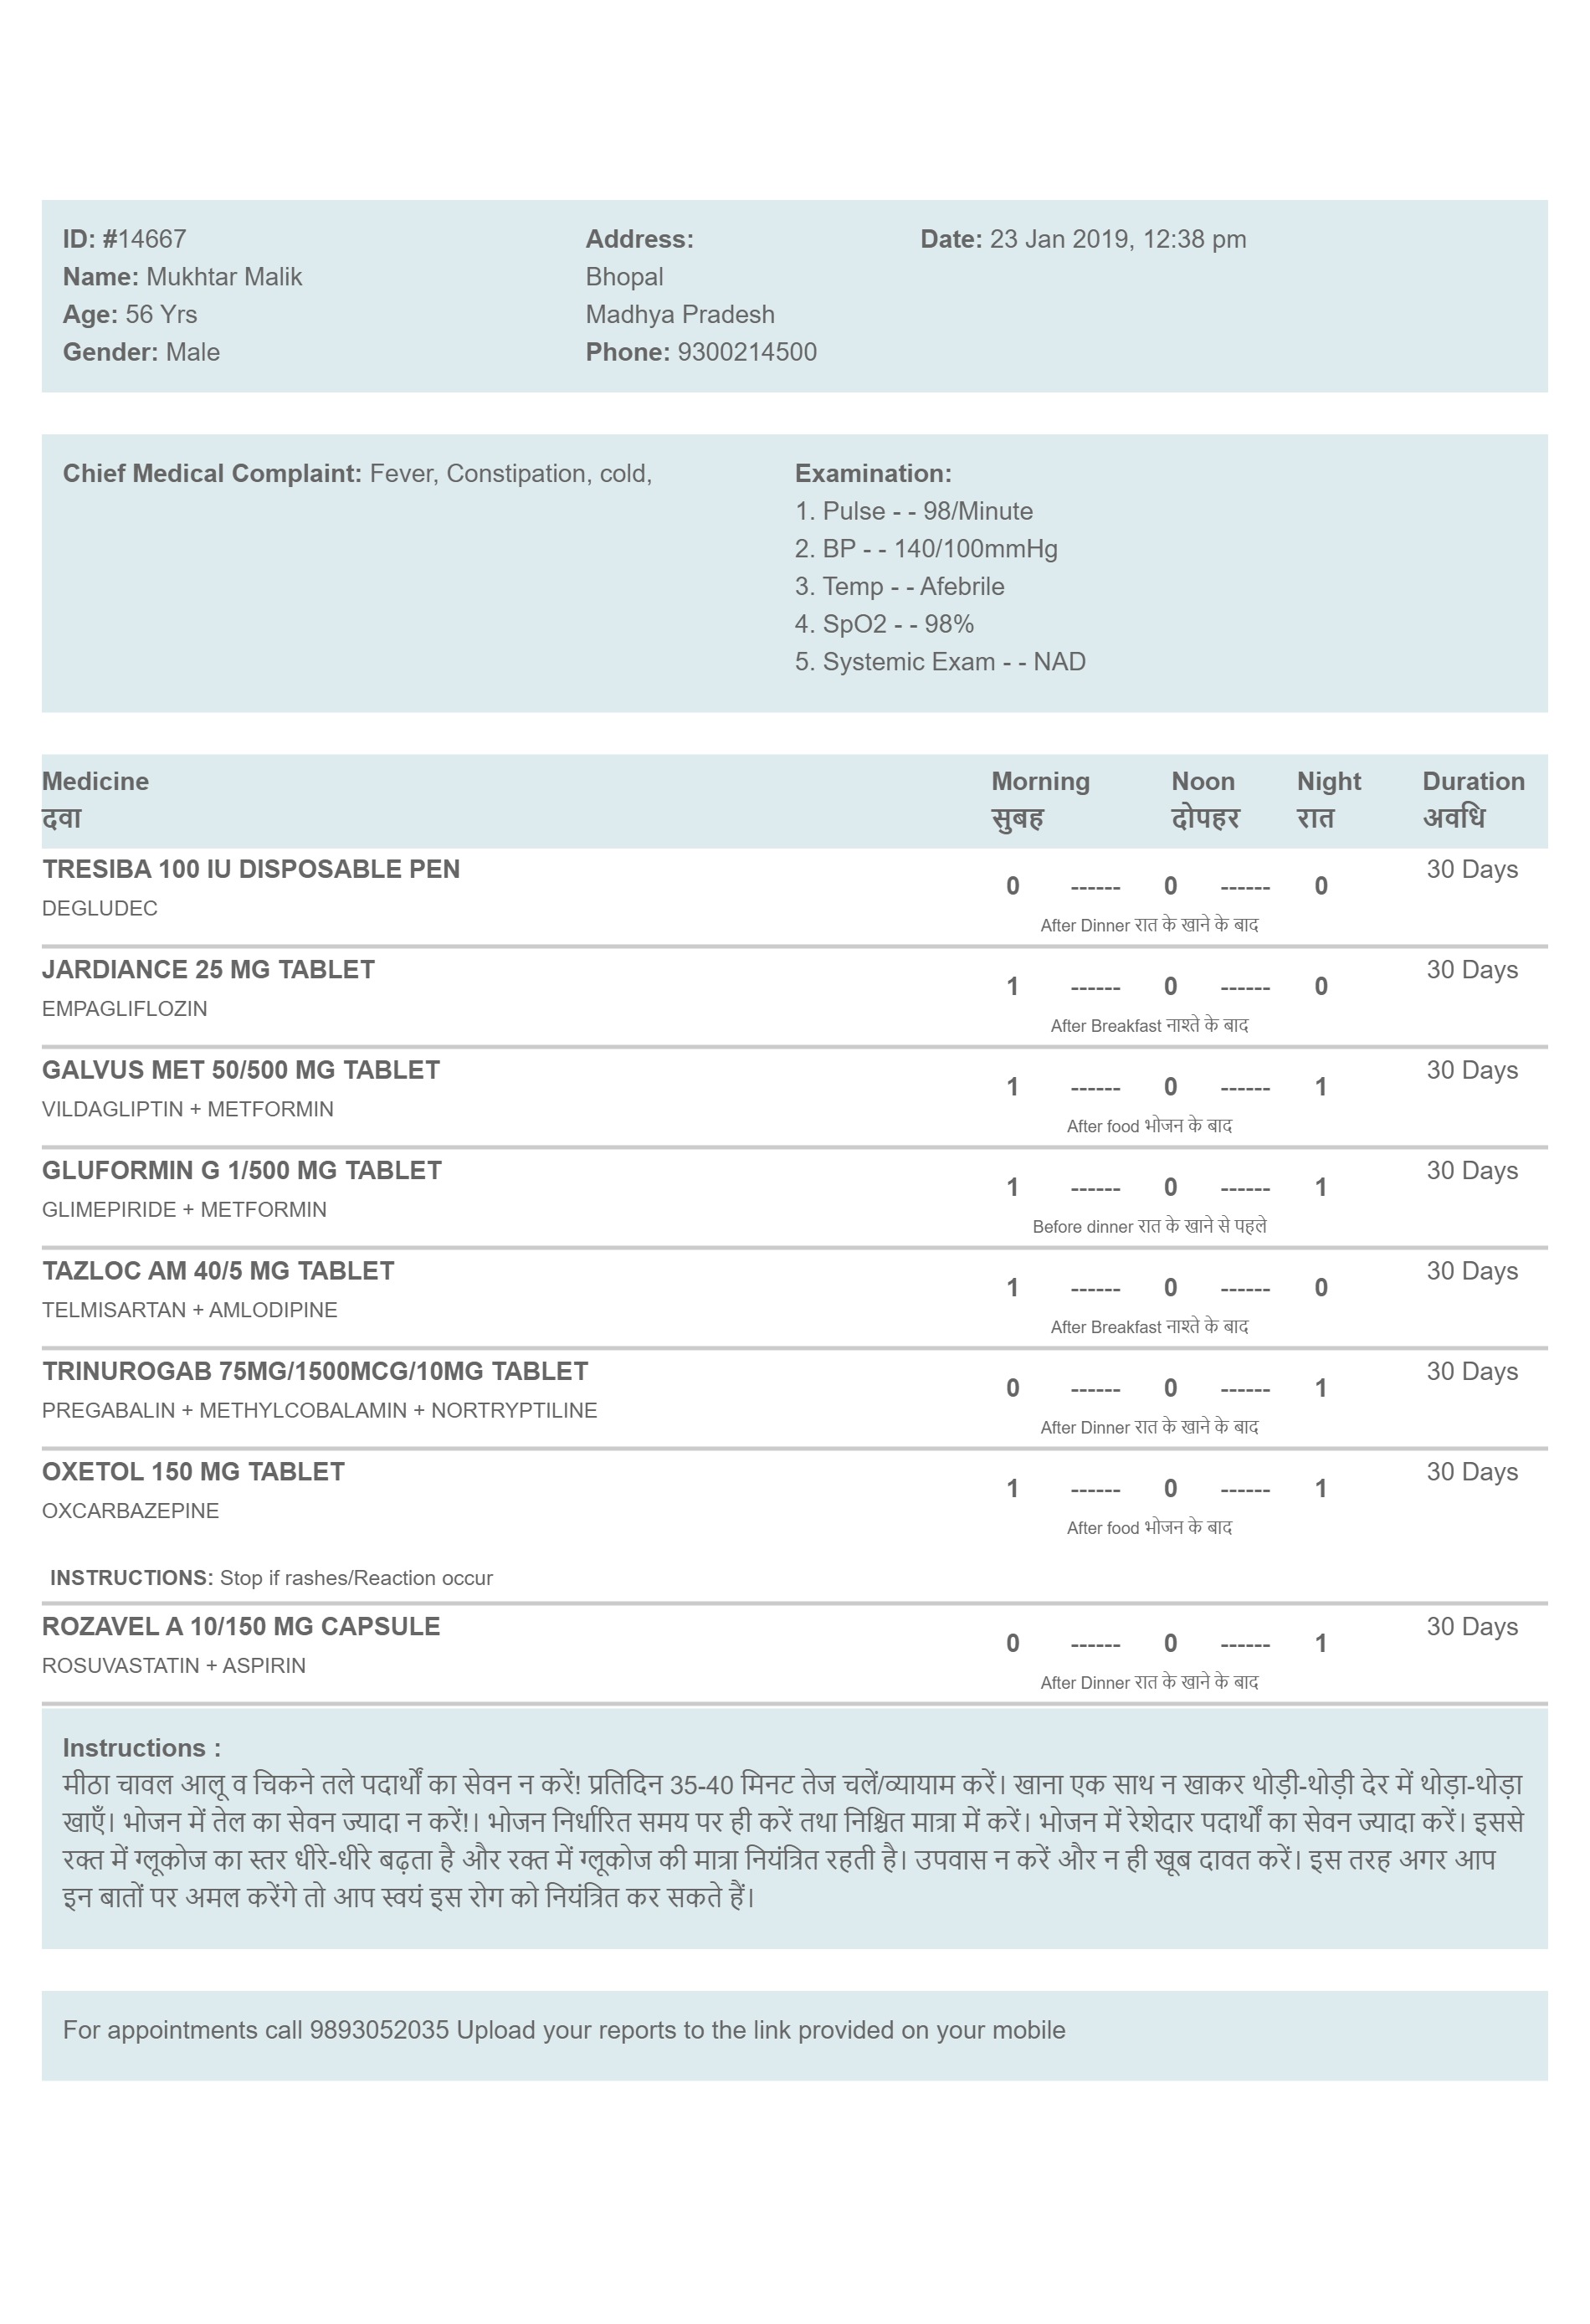 ID: #14667 Address: Date: 23 Jan 2019, 12:38 pm
Name: Mukhtar Malik Bhopal
Age: 56 Yrs Madhya Pradesh
Gender: Male Phone: 9300214500
Chief Medical Complaint: Fever, Constipation, cold, Examination:
1. Pulse - - 98/Minute
2. BP - - 140/100mmHg
3. Temp - - Afebrile
4. SpO2 - - 98%
5. Systemic Exam - - NAD
Medicine Morning Noon Night Duration
दवा सुबह दोपहर रात अवधि
TRESIBA 100 IU DISPOSABLE PEN 30 Days
0 ------ 0 ------ 0
DEGLUDEC
After Dinner रात के खाने के बाद
JARDIANCE 25 MG TABLET 30 Days
1 ------ 0 ------ 0
EMPAGLIFLOZIN
After Breakfast नाश्ते के बाद
GALVUS MET 50/500 MG TABLET 30 Days
1 ------ 0 ------ 1
VILDAGLIPTIN + METFORMIN
After food भोजन के बाद
GLUFORMIN G 1/500 MG TABLET 30 Days
1 ------ 0 ------ 1
GLIMEPIRIDE + METFORMIN
Before dinner रात के खाने से पहले
TAZLOC AM 40/5 MG TABLET 30 Days
1 ------ 0 ------ 0
TELMISARTAN + AMLODIPINE
After Breakfast नाश्ते के बाद
TRINUROGAB 75MG/1500MCG/10MG TABLET 30 Days
0 ------ 0 ------ 1
PREGABALIN + METHYLCOBALAMIN + NORTRYPTILINE
After Dinner रात के खाने के बाद
OXETOL 150 MG TABLET 30 Days
1 ------ 0 ------ 1
OXCARBAZEPINE
After food भोजन के बाद
INSTRUCTIONS: Stop if rashes/Reaction occur
ROZAVEL A 10/150 MG CAPSULE 30 Days
0 ------ 0 ------ 1
ROSUVASTATIN + ASPIRIN
After Dinner रात के खाने के बाद
Instructions :
मीठा चावल आलू व चिकने तले पदार्थों का सेवन न करें! प्रतिदिन 35-40 मिनट तेज चलें/व्यायाम करें। खाना एक साथ न खाकर थोड़ी-थोड़ी देर में थोड़ा-थोड़ा
खाएँ। भोजन में तेल का सेवन ज्यादा न करें!। भोजन निर्धारित समय पर ही करें तथा निश्चित मात्रा में करें। भोजन में रेशेदार पदार्थों का सेवन ज्यादा करें। इससे
रक्त में ग्लूकोज का स्तर धीरे-धीरे बढ़ता है और रक्त में ग्लूकोज की मात्रा नियंत्रित रहती है। उपवास न करें और न ही खूब दावत करें। इस तरह अगर आप
इन बातों पर अमल करेंगे तो आप स्वयं इस रोग को नियंत्रित कर सकते हैं।
For appointments call 9893052035 Upload your reports to the link provided on your mobile